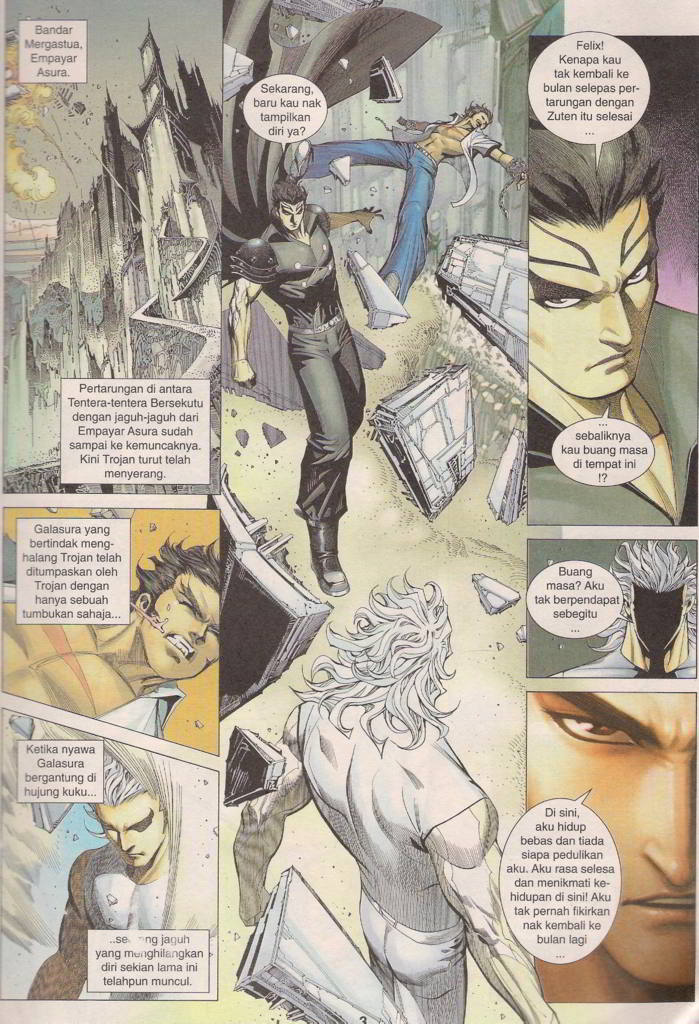 Bandar
Mergastua,
Empayar
Asura.
Pertarungan di antara
Tentera-tentera Bersekutu
dengan jaguh-jaguh dari
Empayar Asura sudah
sampai ke kemuncaknya.
Kini Trojan turut telah
menyerang.
Galasura yang
bertindak meng-
halang Trojan telah
ditumpaskan oleh
Trojan dengan
hanya sebuah
tumbukan sahaja...
Ketika nyawa
Galasura
bergantung di
hujung kuku...
jaguh
yang menghilangkan
diri sekian lama ini
telahpun muncul.
Sekarang,
baru kau nak
tampilkan
diri ya?
Felix!
Kenapa kau
tak kembali ke
bulan selepas per-
tarungan dengan
Zuten itu selesai
...
sebaliknya
kau buang masa
di tempat ini
!?
Buang
masa? Aku
tak berpendapat
sebegitu
...
Di sini,
aku hidup
bebas dan tiada
siapa pedulikan
aku. Aku rasa selesa
dan menikmati ke-
hidupan di sini! Aku
tak pernah fikirkan
nak kembali ke
bulan lagi
...
3